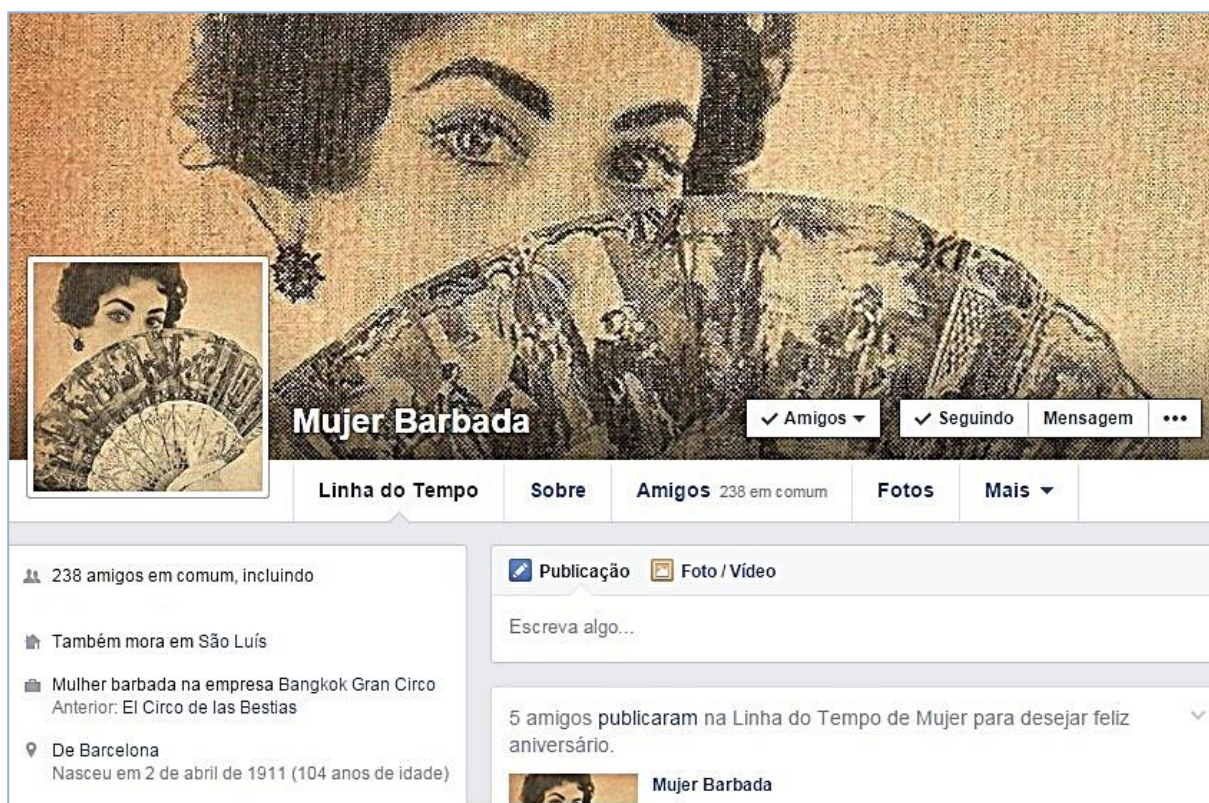 Mujer Barbada
Amigos
Seguindo
Mensagem
Linha do Tempo
Sobre
Amigos 238 em comum
Fotos
Mais
238 amigos em comum, incluindo
Também mora em São Luís
Mulher barbada na empresa Bangkok Gran Circo
Anterior: El Circo de las Bestias
De Barcelona
Nasceu em 2 de abril de 1911 (104 anos de idade)
Publicação
Foto / Vídeo
Escreva algo...
5 amigos publicaram na Linha do Tempo de Mujer para desejar feliz
aniversário.
Mujer Barbada